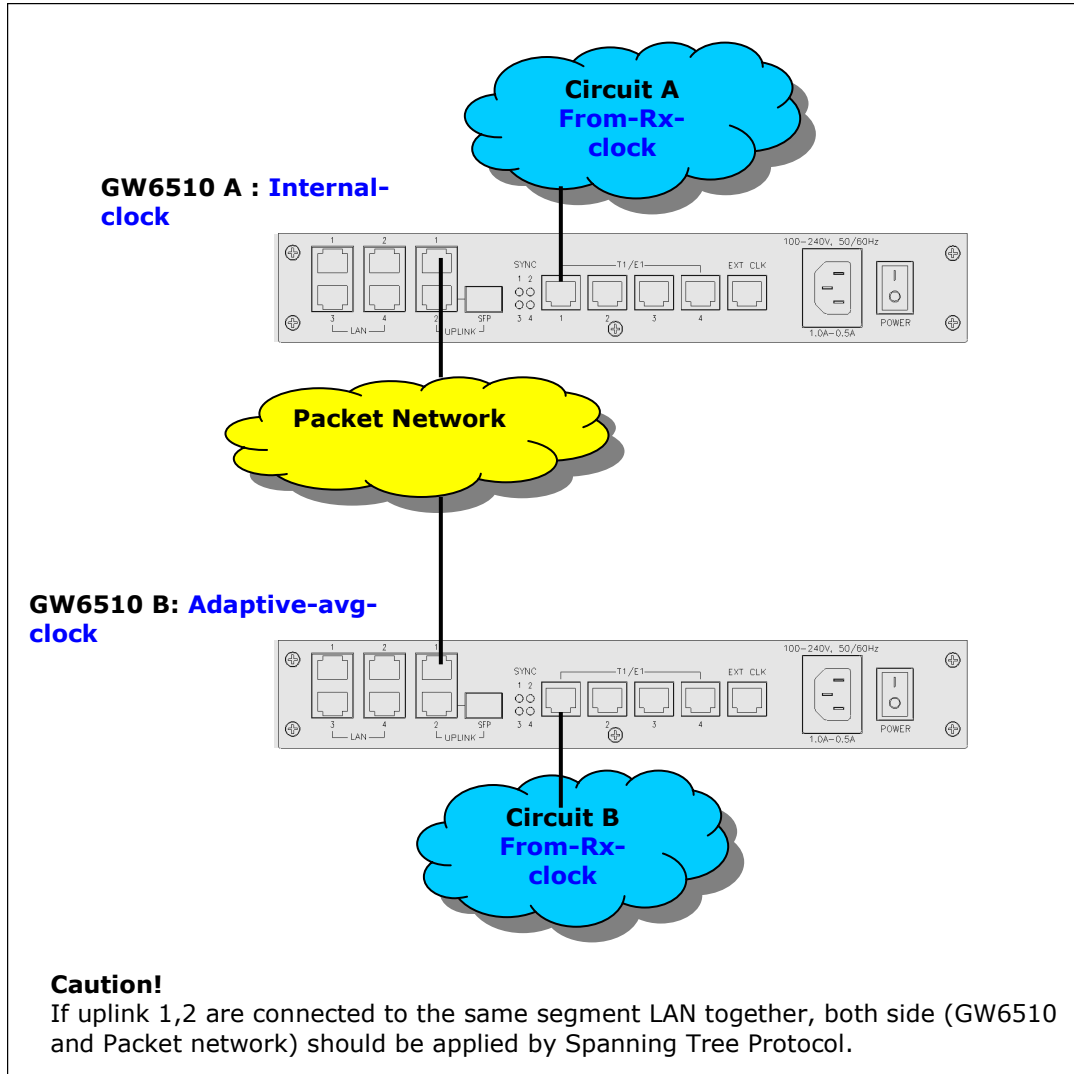 Circuit A
From-Rx-
clock
GW6510 A : Internal-
clock
1 2 1
SYNC
1 2
T1/E1
EXT CLK
100-240V, 50/60Hz
3 4 2 SFP
LAN
UPLINK
3 4
1 2 3 4
1.0A-0.5A
POWER
Packet Network
GW6510 B: Adaptive-avg-
clock
1 2 1
SYNC
1 2
T1/E1
EXT CLK
100-240V, 50/60Hz
3 4 2 SFP
LAN
UPLINK
3 4
2 3 4
1.0A-0.5A
POWER
Circuit B
From-Rx-
clock
Caution!
If uplink 1,2 are connected to the same segment LAN together, both side (GW6510
and Packet network) should be applied by Spanning Tree Protocol.